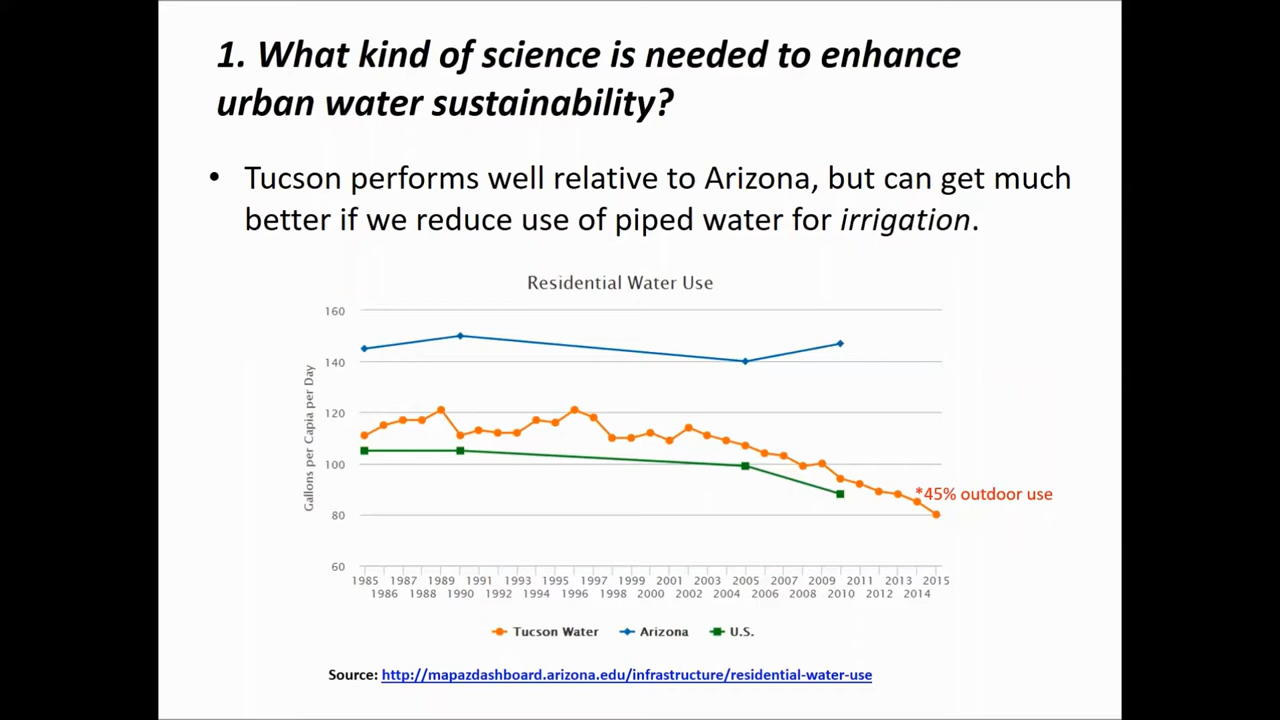 1. What kind of science is needed to enhance
urban water sustainability?
• Tucson performs well relative to Arizona, but can get much
better if we reduce use of piped water for irrigation.
Residential Water Use
160
140
120
100
80
60
Gallons per Capia per Day
*45% outdoor use
1985 1987 1989 1991 1993 1995 1997 1999 2001 2003 2005 2007 2009 2011 2013 2015
1986 1988 1990 1992 1994 1996 1998 2000 2002 2004 2006 2008 2010 2012 2014
Tucson Water Arizona U.S.
Source: http://mapazdashboard.arizona.edu/infrastructure/residential-water-use